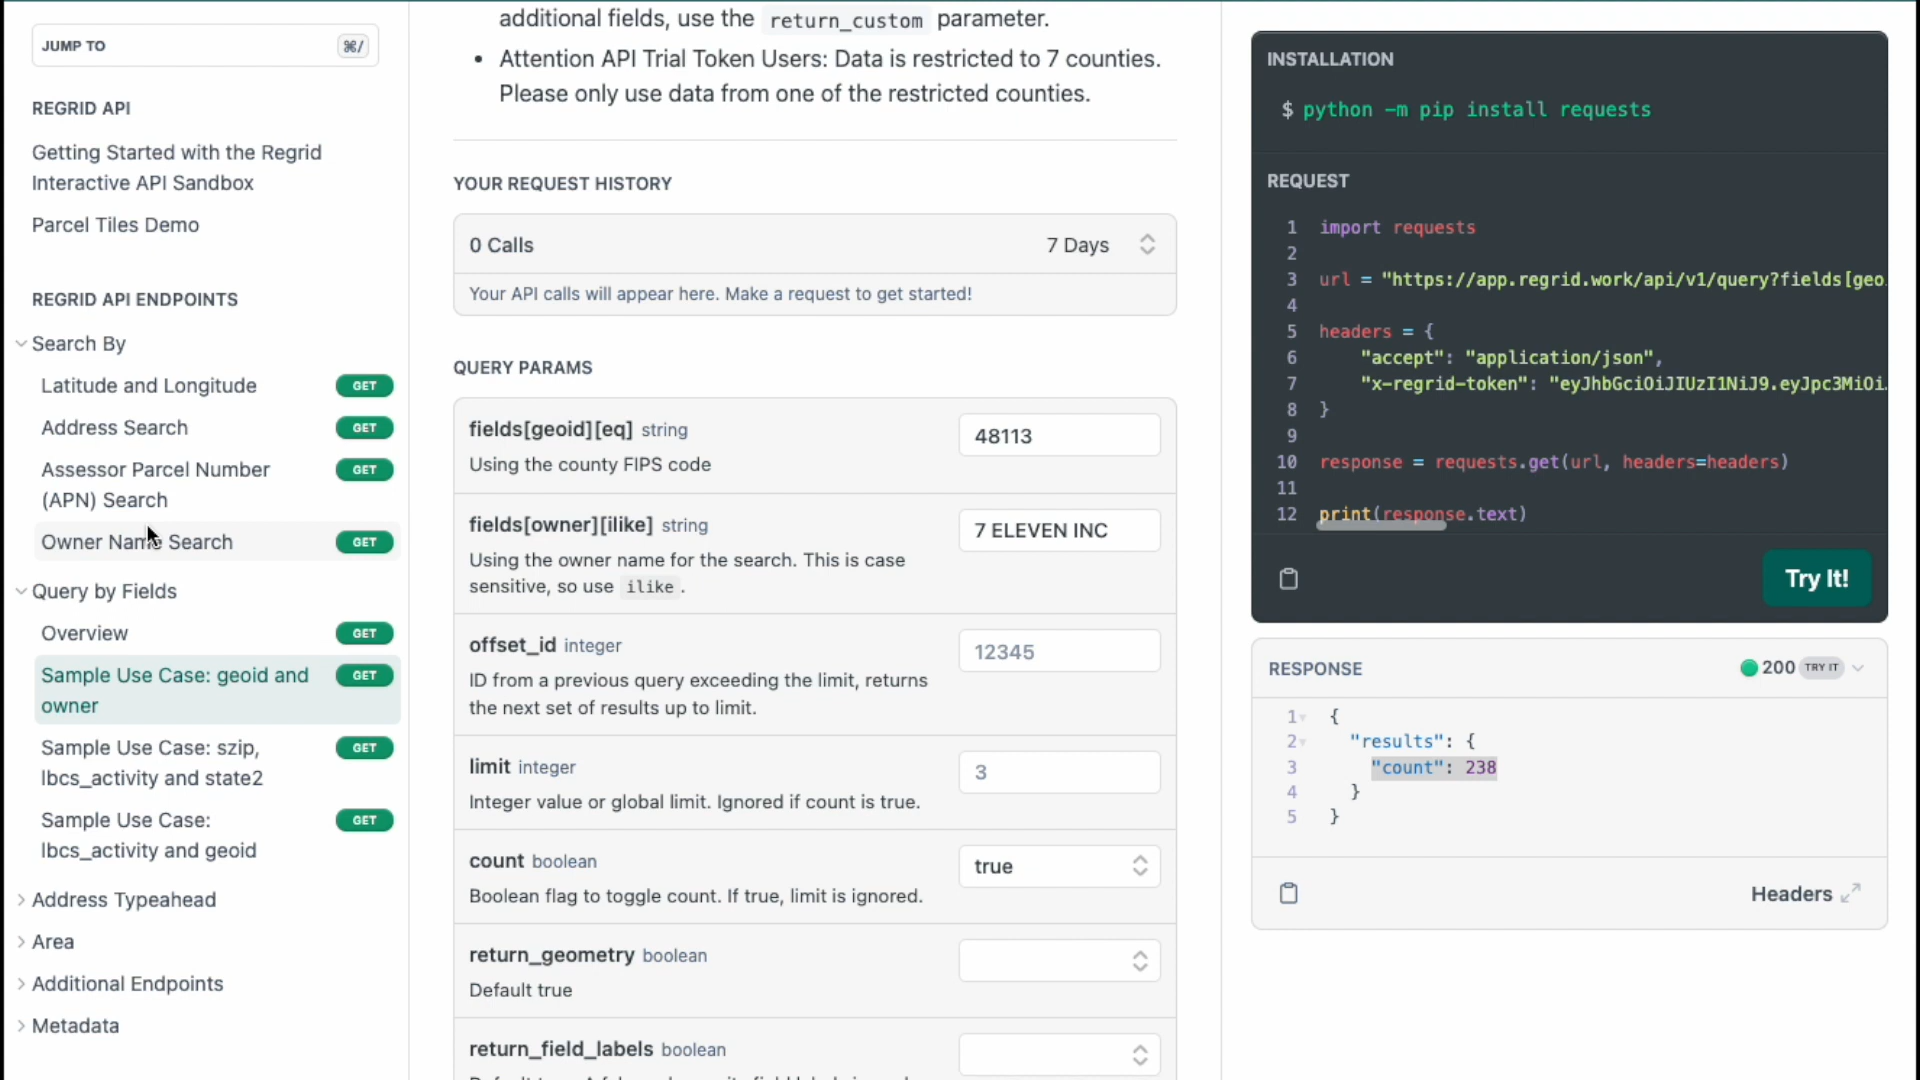 JUMP TO
⌘/
REGRID API
Getting Started with the Regrid
Interactive API Sandbox
Parcel Tiles Demo
REGRID API ENDPOINTS
Search By
Latitude and Longitude GET
Address Search GET
Assessor Parcel Number GET
(APN) Search
Owner Name Search GET
Query by Fields
Overview GET
Sample Use Case: geoid and GET
owner
Sample Use Case: szip, GET
lbcs_activity and state2
Sample Use Case: GET
lbcs_activity and geoid
Address Typeahead
Area
Additional Endpoints
Metadata
additional fields, use the return_custom parameter.
• Attention API Trial Token Users: Data is restricted to 7 counties.
Please only use data from one of the restricted counties.
YOUR REQUEST HISTORY
0 Calls 7 Days
Your API calls will appear here. Make a request to get started!
QUERY PARAMS
fields[geoid][eq] string 48113
Using the county FIPS code
fields[owner][ilike] string 7 ELEVEN INC
Using the owner name for the search. This is case
sensitive, so use ilike .
offset_id integer 12345
ID from a previous query exceeding the limit, returns
the next set of results up to limit.
limit integer 3
Integer value or global limit. Ignored if count is true.
count boolean true
Boolean flag to toggle count. If true, limit is ignored.
return_geometry boolean
Default true
return_field_labels boolean
INSTALLATION
$ python -m pip install requests
REQUEST
1 import requests
2
3 url = "https://app.regrid.work/api/v1/query?fields[geo
4
5 headers = {
6 "accept": "application/json",
7 "x-regrid-token": "eyJhbGciOiJIUzI1NiJ9.eyJpc3MiOi
8 }
9
10 response = requests.get(url, headers=headers)
11
12 print(response.text)
Try It!
RESPONSE 200 TRY IT
1 {
2 "results": {
3 "count": 238
4 }
5 }
Headers